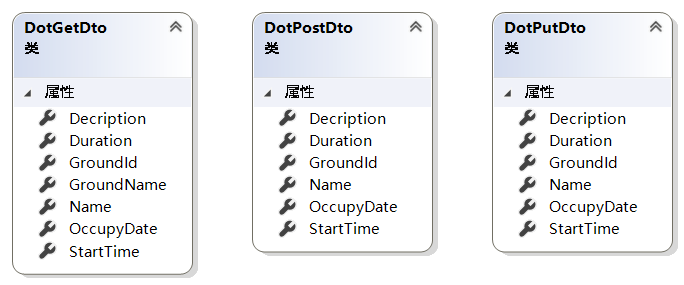 DotGetDto
类
属性
Decription
Duration
GroundId
GroundName
Name
OccupyDate
StartTime
DotPostDto
类
属性
Decription
Duration
GroundId
Name
OccupyDate
StartTime
DotPutDto
类
属性
Decription
Duration
GroundId
Name
OccupyDate
StartTime